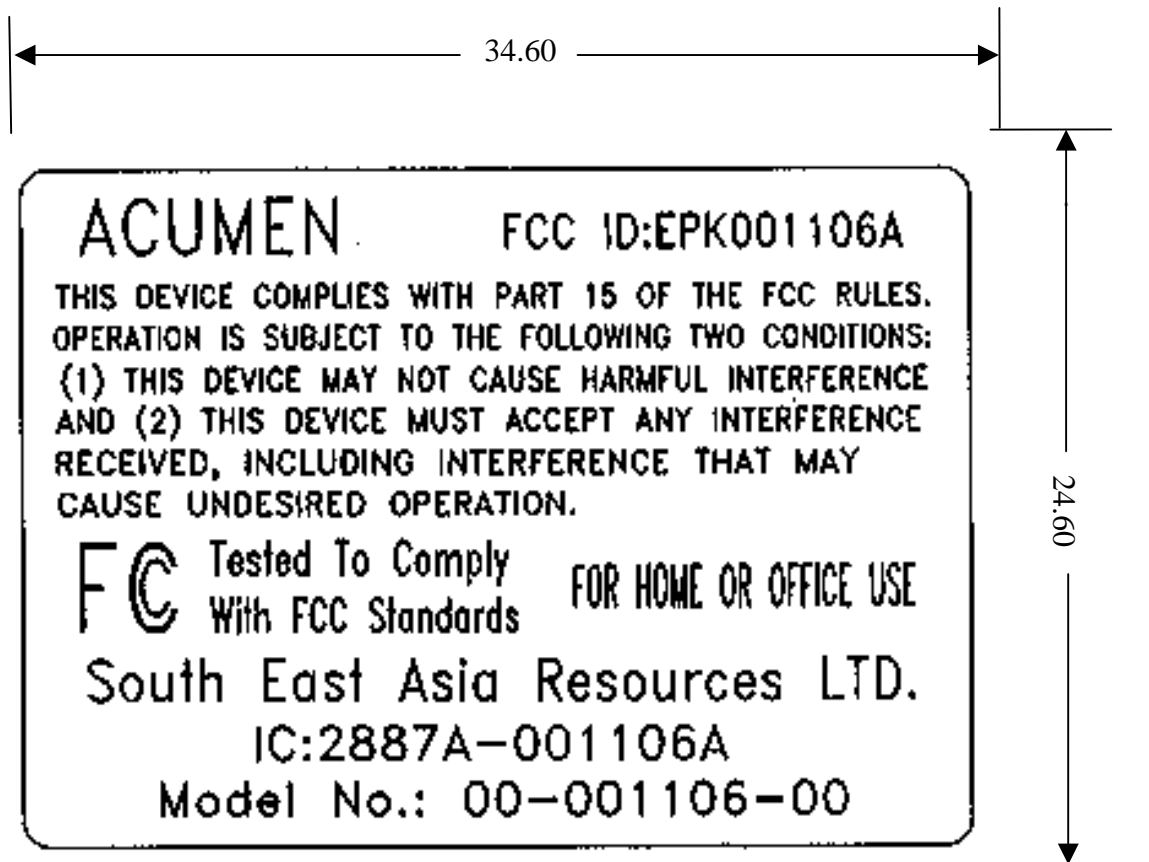 34.60
ACUMEN FCC ID:EPK001106A
THIS DEVICE COMPLIES WITH PART 15 OF THE FCC RULES.
OPERATION IS SUBJECT TO THE FOLLOWING TWO CONDITIONS:
(1) THIS DEVICE MAY NOT CAUSE HARMFUL INTERFERENCE
AND (2) THIS DEVICE MUST ACCEPT ANY INTERFERENCE
RECEIVED, INCLUDING INTERFERENCE THAT MAY
CAUSE UNDESIRED OPERATION.
FC Tested To Comply
With FCC Standards
FOR HOME OR OFFICE USE
South East Asia Resources LTD.
IC:2887A-001106A
Model No.: 00-001106-00
24.60